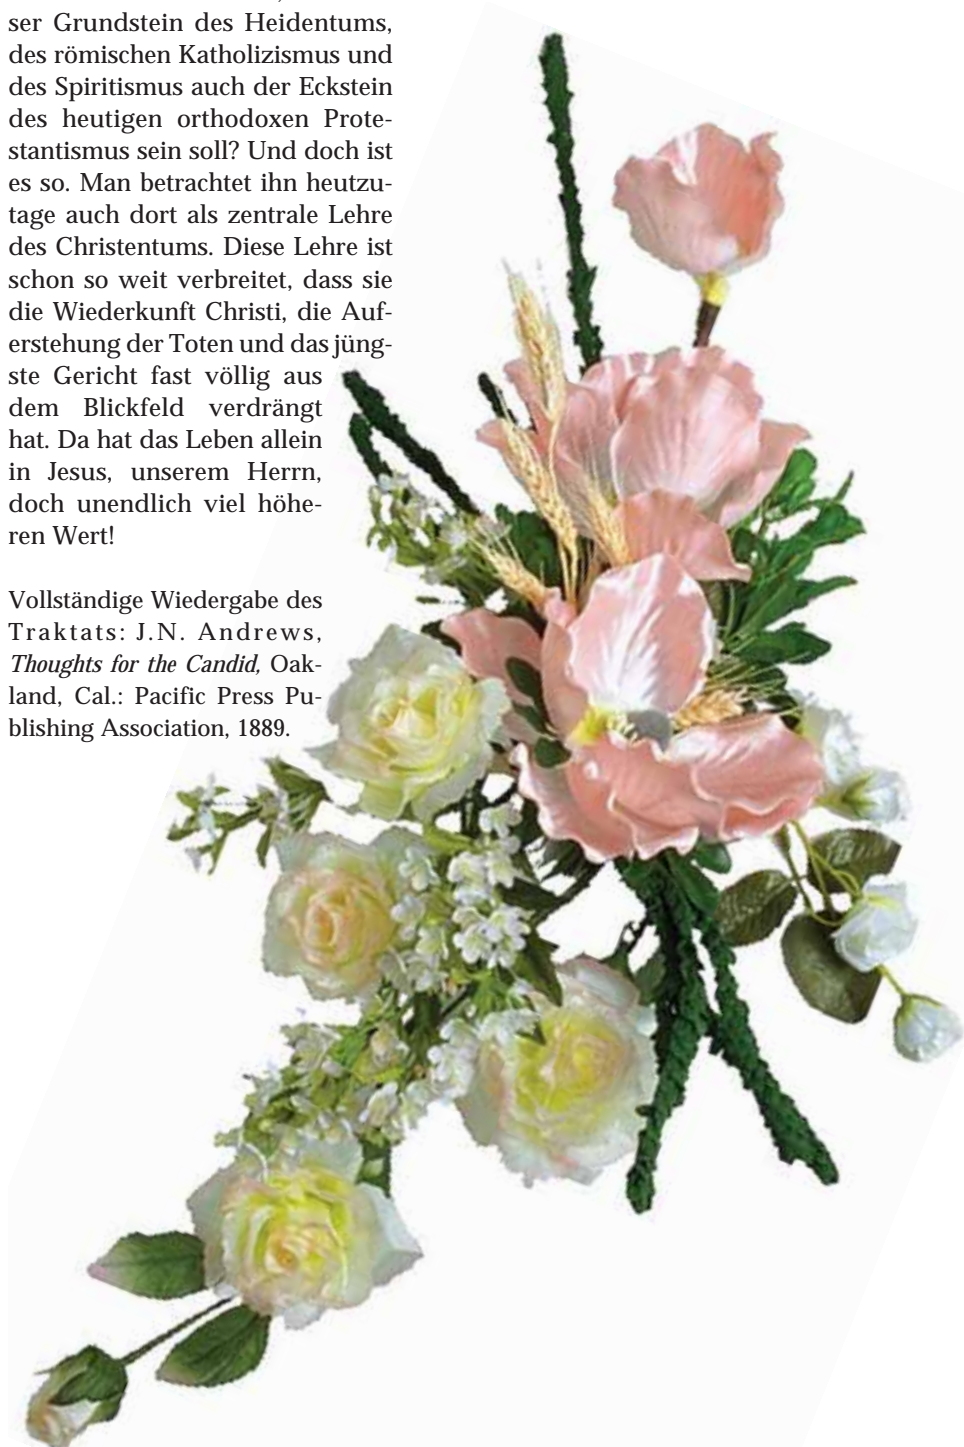 ser Grundstein des Heidentums,
des römischen Katholizismus und
des Spiritismus auch der Eckstein
des heutigen orthodoxen Prote-
stantismus sein soll? Und doch ist
es so. Man betrachtet ihn heutzu-
tage auch dort als zentrale Lehre
des Christentums. Diese Lehre ist
schon so weit verbreitet, dass sie
die Wiederkunft Christi, die Auf-
erstehung der Toten und das jüng-
ste Gericht fast völlig aus
dem Blickfeld verdrängt
hat. Da hat das Leben allein
in Jesus, unserem Herrn,
doch unendlich viel höhe-
ren Wert!
Vollständige Wiedergabe des
Traktats: J.N. Andrews,
Thoughts for the Candid, Oak-
land, Cal.: Pacific Press Pu-
blishing Association, 1889.